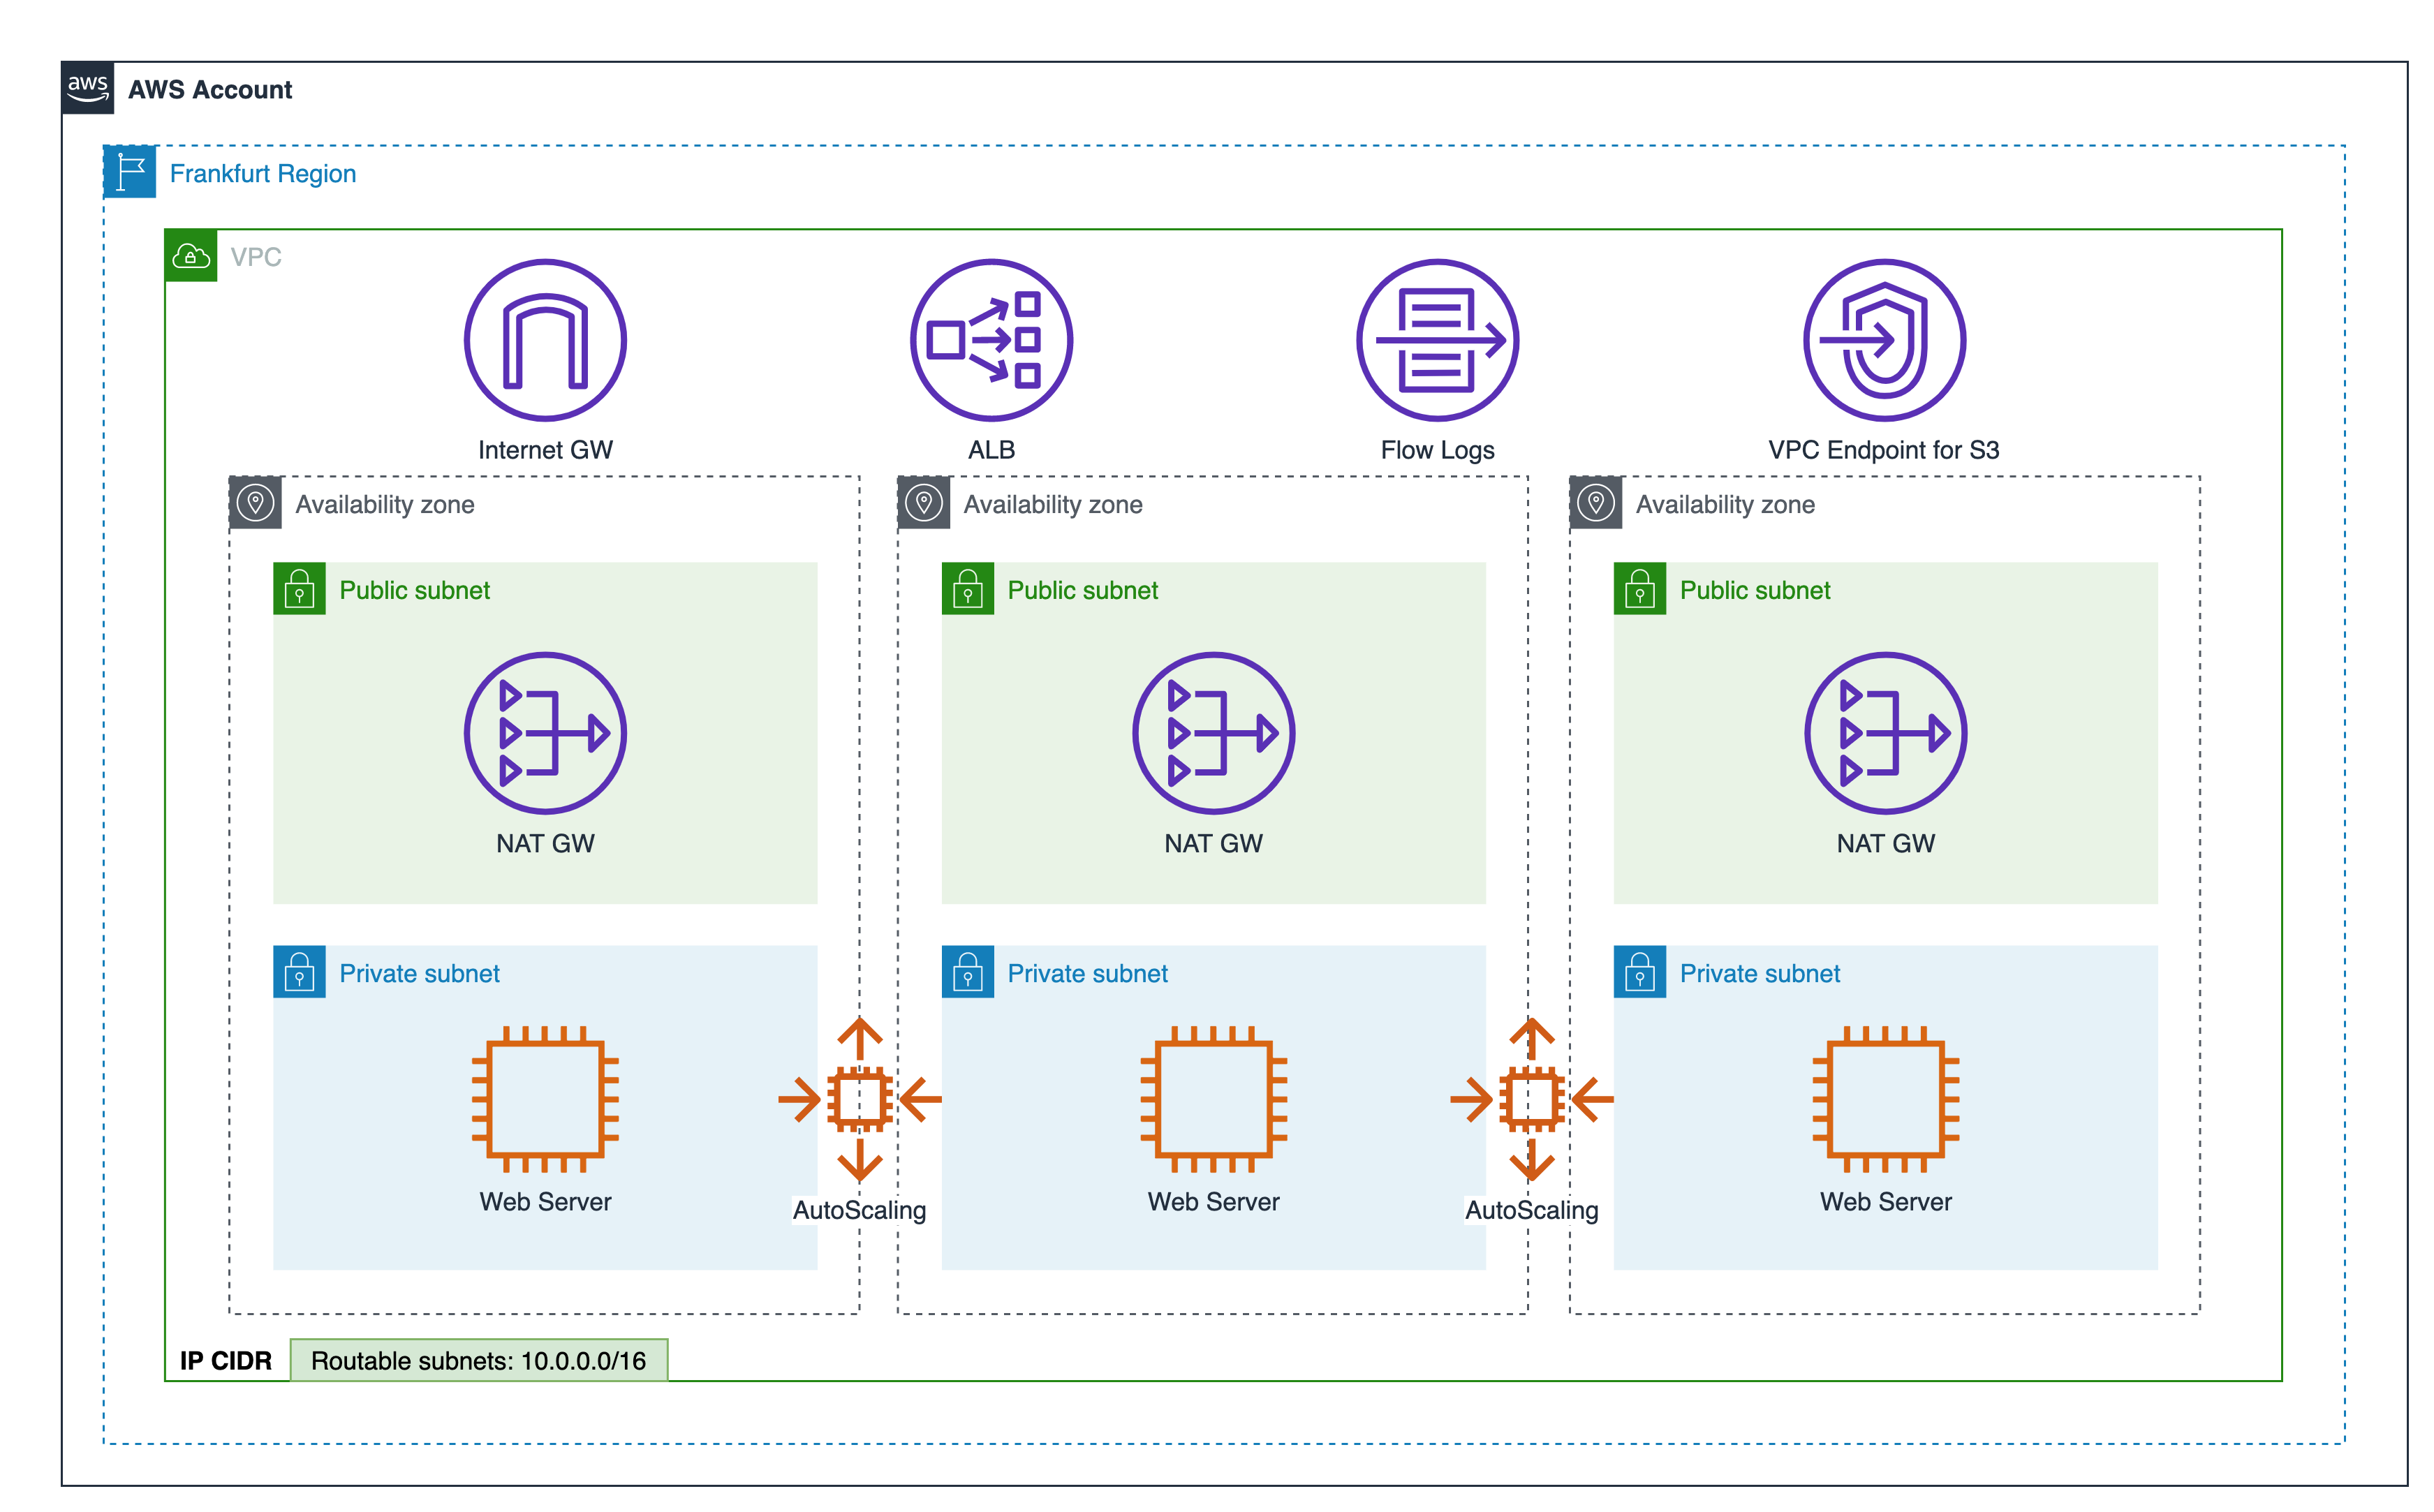 aws
AWS Account
Frankfurt Region
VPC
Internet GW
ALB
Flow Logs
VPC Endpoint for S3
Availability zone
Availability zone
Availability zone
Public subnet
Public subnet
Public subnet
NAT GW
NAT GW
NAT GW
Private subnet
Private subnet
Private subnet
Web Server
AutoScaling
Web Server
AutoScaling
Web Server
IP CIDR
Routable subnets: 10.0.0.0/16